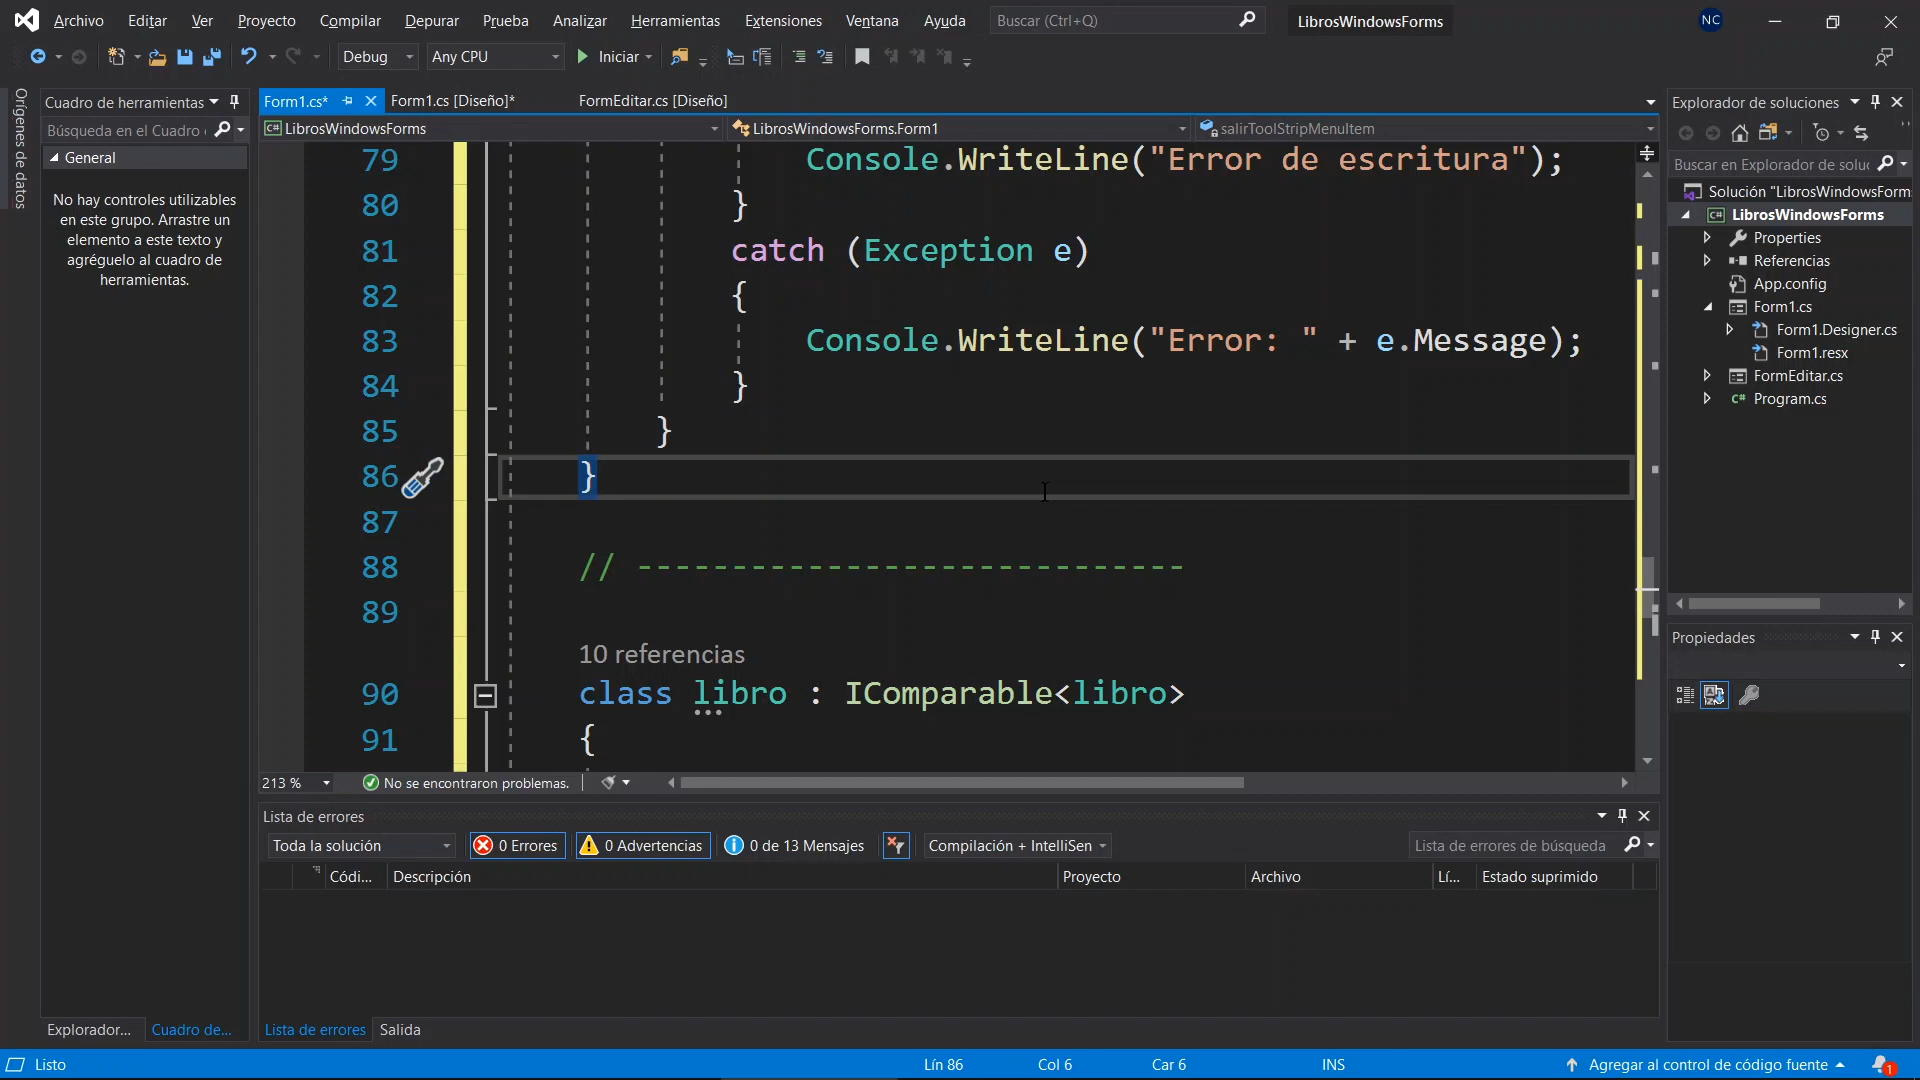 Archivo Editar Ver Proyecto Compilar Depurar Prueba Analizar Herramientas Extensiones Ventana Ayuda Buscar (Ctrl+Q) LibrosWindowsForms NC
Debug Any CPU Iniciar
Orígenes de datos
Cuadro de herramientas
Búsqueda en el Cuadro
General
No hay controles utilizables
en este grupo. Arrastre un
elemento a este texto y
agréguelo al cuadro de
herramientas.
Explorador... Cuadro de...
Form1.cs* Form1.cs [Diseño]* FormEditar.cs [Diseño]
LibrosWindowsForms LibrosWindowsForms.Form1 salirToolStripMenuItem
79 Console.WriteLine("Error de escritura");
80 }
81 catch (Exception e)
82 {
83 Console.WriteLine("Error: " + e.Message);
84 }
85 }
86 }
87
88 // -----------------------------
89
10 referencias
90 class libro : IComparable<libro>
91 {
213 % No se encontraron problemas.
Lista de errores
Toda la solución 0 Errores 0 Advertencias 0 de 13 Mensajes Compilación + IntelliSen Lista de errores de búsqueda
Códi... Descripción Proyecto Archivo Lí... Estado suprimido
Lista de errores Salida
Explorador de soluciones
Buscar en Explorador de soluc
Solución "LibrosWindowsForms
LibrosWindowsForms
Properties
Referencias
App.config
Form1.cs
Form1.Designer.cs
Form1.resx
FormEditar.cs
Program.cs
Propiedades
Listo Lín 86 Col 6 Car 6 INS Agregar al control de código fuente 1